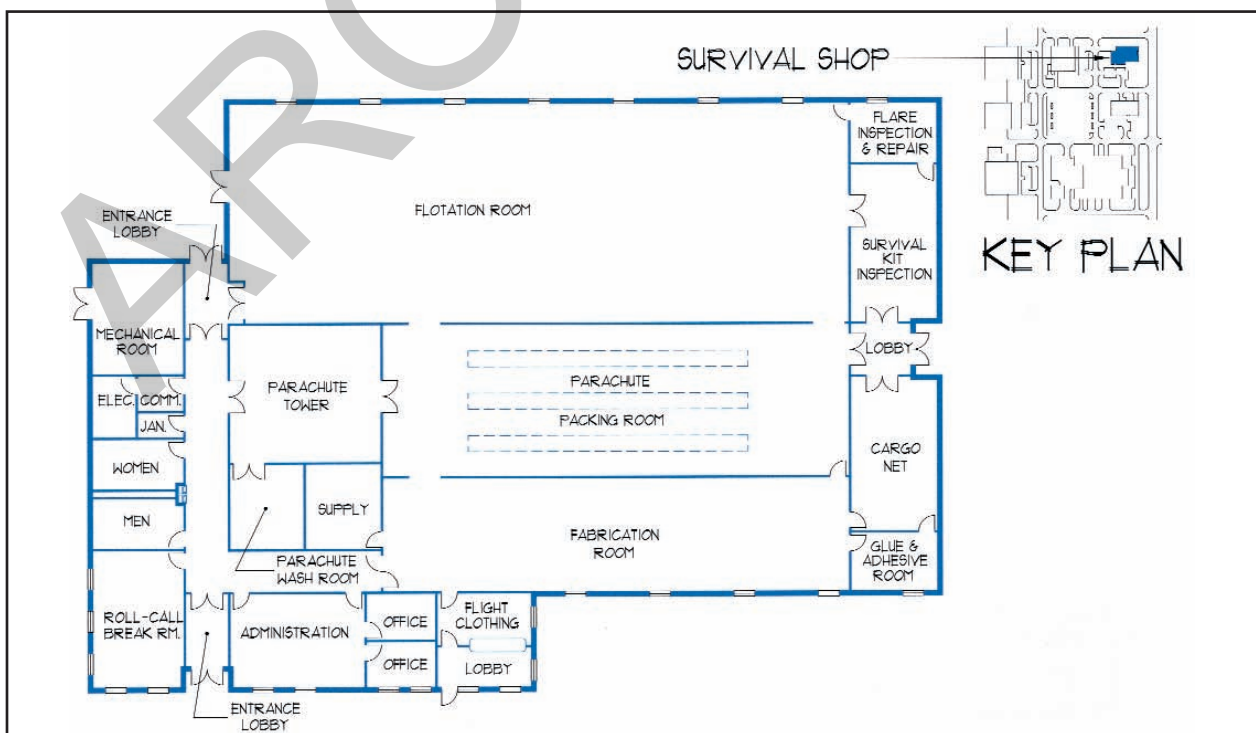 SURVIVAL SHOP
KEY PLAN
FLARE
INSPECTION
& REPAIR
FLOTATION ROOM
ENTRANCE
LOBBY
SURVIVAL
KIT
INSPECTION
MECHANICAL
ROOM
LOBBY
PARACHUTE
TOWER
PARACHUTE
PACKING ROOM
ELEC.
COMM.
JAN.
CARGO
NET
WOMEN
MEN
SUPPLY
FABRICATION
ROOM
PARACHUTE
WASH ROOM
GLUE &
ADHESIVE
ROOM
ROLL-CALL
BREAK RM.
ADMINISTRATION
OFFICE
FLIGHT
CLOTHING
OFFICE
LOBBY
ENTRANCE
LOBBY
ARC